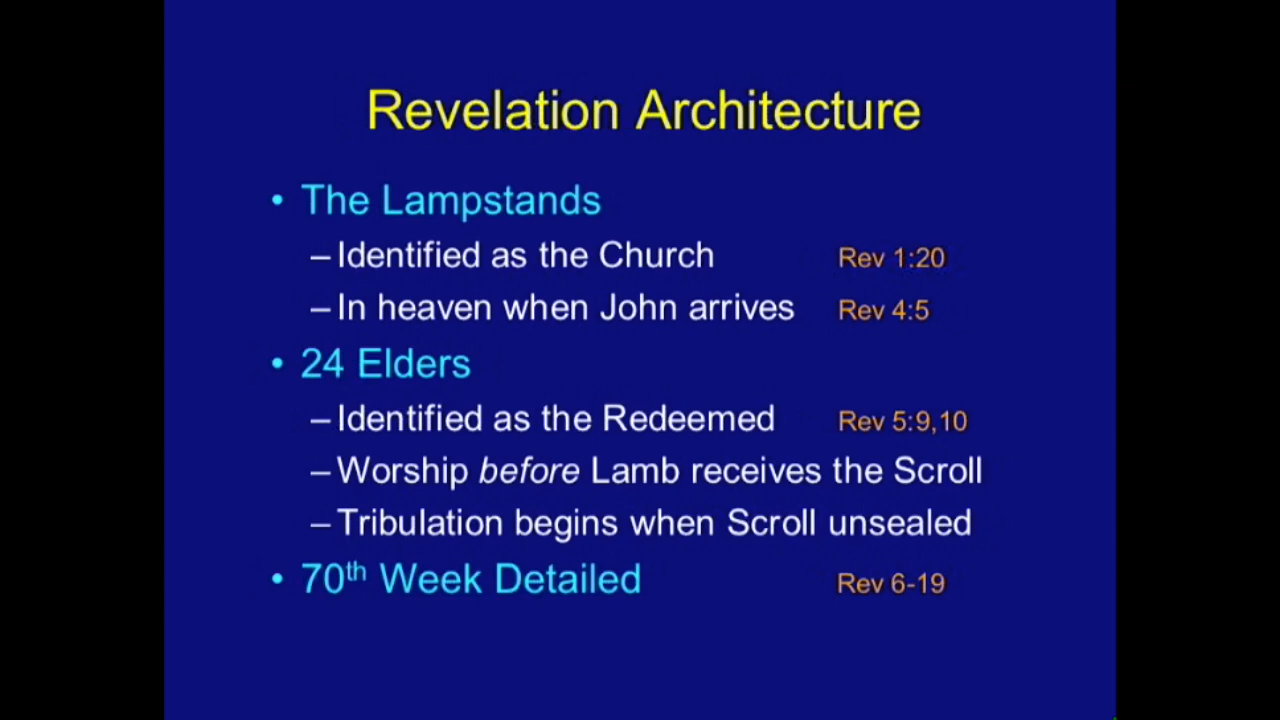 Revelation Architecture
• The Lampstands
– Identified as the Church Rev 1:20
– In heaven when John arrives Rev 4:5
• 24 Elders
– Identified as the Redeemed Rev 5:9,10
– Worship before Lamb receives the Scroll
– Tribulation begins when Scroll unsealed
• 70th Week Detailed Rev 6-19